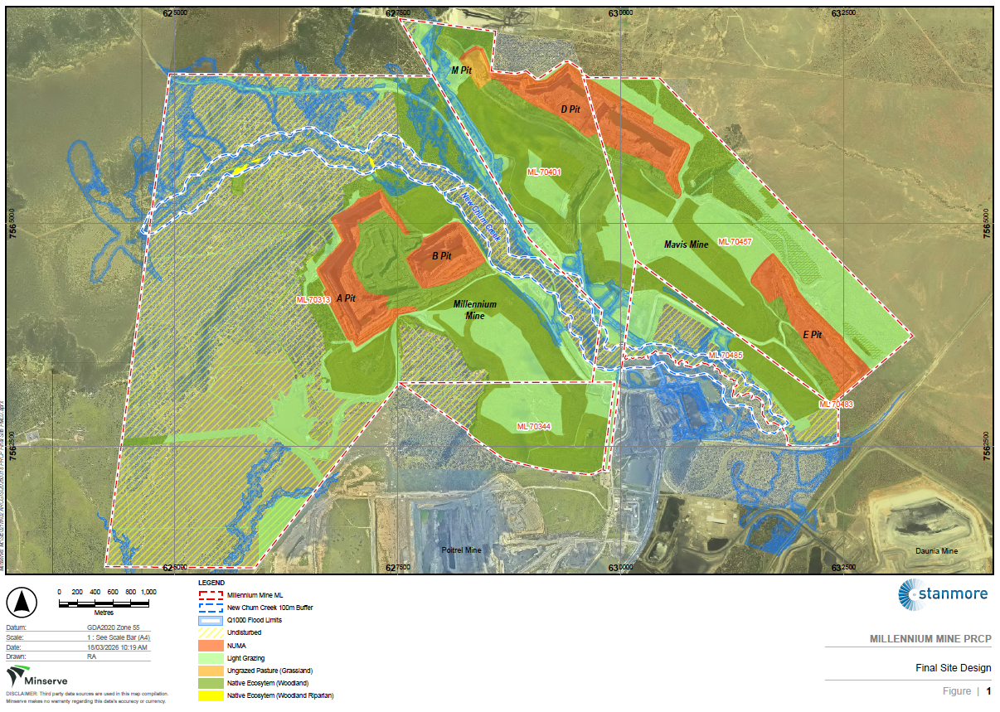 625000
627500
630000
632500
M Pit
D Pit
ML 70401
New Chum Creek
7565000
7565000
Mavis Mine
ML 70457
B Pit
A Pit
ML 70313
Millennium
Mine
E Pit
ML 70485
ML 70483
ML 70344
7562500
7562500
Poitrel Mine
Daunia Mine
625000
627500
630000
632500
LEGEND
Millennium Mine ML
New Chum Creek 100m Buffer
Q1000 Flood Limits
Undisturbed
NUMA
Light Grazing
Ungrazed Pasture (Grassland)
Native Ecosytem (Woodland)
Native Ecosytem (Woodland Riparian)
0 200 400 600 800 1,000
Metres
Datum: GDA2020 Zone 55
Scale: 1 : See Scale Bar (A4)
Date: 18/03/2026 10:19 AM
Drawn: RA
Minserve
DISCLAIMER: Third party data sources are used in this map compilation.
Minserve makes no warranty regarding this data's accuracy or currency.
stanmore
MILLENNIUM MINE PRCP
Final Site Design
Figure | 1